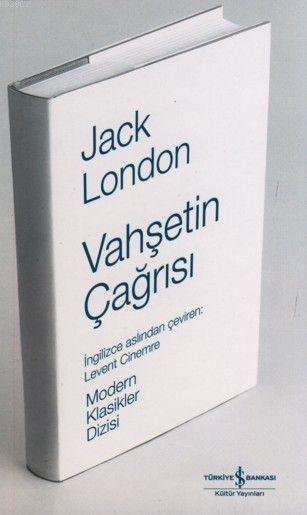 Jack
London
Vahşetin
Çağrısı
İngilizce aslından çeviren:
Levent Cinemre
Modern
Klasikler
Dizisi
TÜRKİYE İŞ BANKASI
Kültür Yayınları